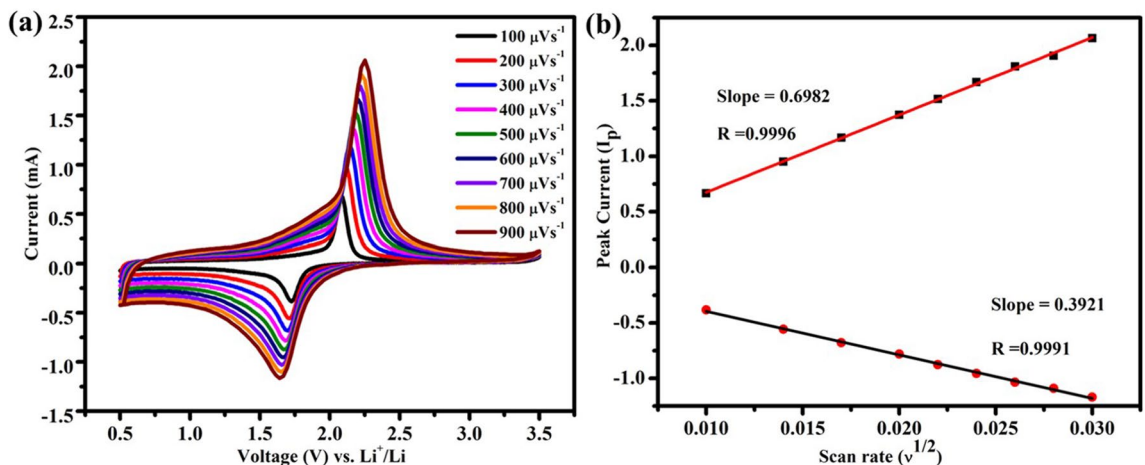 (a)
2.5
2.0
1.5
1.0
0.5
0.0
-0.5
-1.0
-1.5
Current (mA)
100 μVs⁻¹
200 μVs⁻¹
300 μVs⁻¹
400 μVs⁻¹
500 μVs⁻¹
600 μVs⁻¹
700 μVs⁻¹
800 μVs⁻¹
900 μVs⁻¹
0.5 1.0 1.5 2.0 2.5 3.0 3.5
Voltage (V) vs. Li⁺/Li
(b)
2.0
1.5
1.0
0.5
0.0
-0.5
-1.0
Peak Current (Iₚ)
Slope = 0.6982
R =0.9996
Slope = 0.3921
R =0.9991
0.010 0.015 0.020 0.025 0.030
Scan rate (ν^1/2)